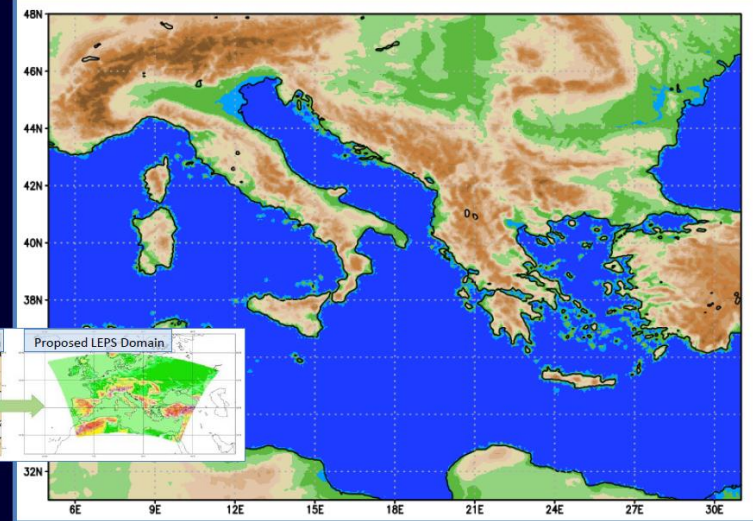 48N
46N
44N
42N
40N
38N
Proposed LEPS Domain
32N
6E 9E 12E 15E 18E 21E 24E 27E 30E